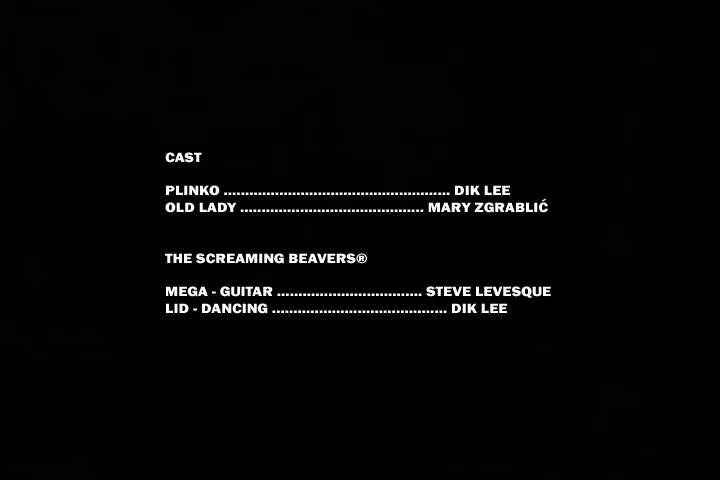 CAST
PLINKO ..................................................... DIK LEE
OLD LADY ........................................... MARY ZGRABLIĆ
THE SCREAMING BEAVERS®
MEGA - GUITAR .................................. STEVE LEVESQUE
LID - DANCING ......................................... DIK LEE